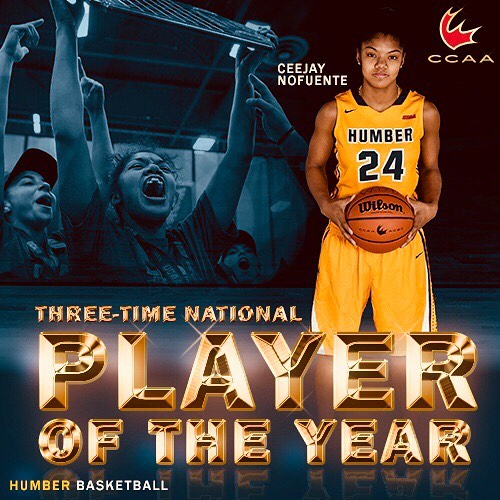 CCAA
CEEJAY
NOFUENTE
HUMBER
24
Wilson
THREE-TIME NATIONAL
PLAYER
OF THE YEAR
HUMBER BASKETBALL